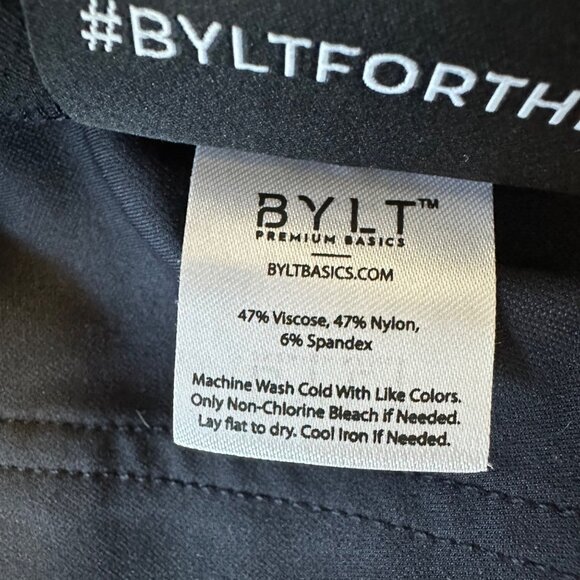 #BYLTFORTH
BYLT™
PREMIUM BASICS
BYLTBASICS.COM
47% Viscose, 47% Nylon,
6% Spandex
Machine Wash Cold With Like Colors.
Only Non-Chlorine Bleach if Needed.
Lay flat to dry. Cool Iron if Needed.